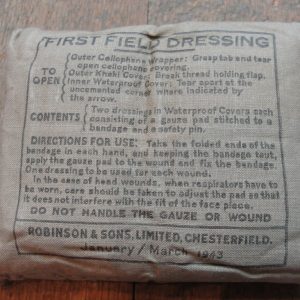 FIRST FIELD DRESSING
TO OPEN
Outer Cellophane Wrapper: Grasp tab and tear
open cellophane covering.
Outer Khaki Cover: Break thread holding flap.
Inner Waterproof Cover: Tear apart at the
uncemented corner where indicated by
the arrow.
CONTENTS
Two dressings in Waterproof Covers each
consisting of a gauze pad stitched to a
bandage and a safety pin.
DIRECTIONS FOR USE: Take the folded ends of the
bandage in each hand, and keeping the bandage taut,
apply the gauze pad to the wound and fix the bandage.
One dressing to be used for each wound.
In the case of head wounds, when respirators have to
be worn, care should be taken to adjust the pad so that
it does not interfere with the fit of the face piece.
DO NOT HANDLE THE GAUZE OR WOUND
ROBINSON & SONS, LIMITED, CHESTERFIELD.
January/March 1943